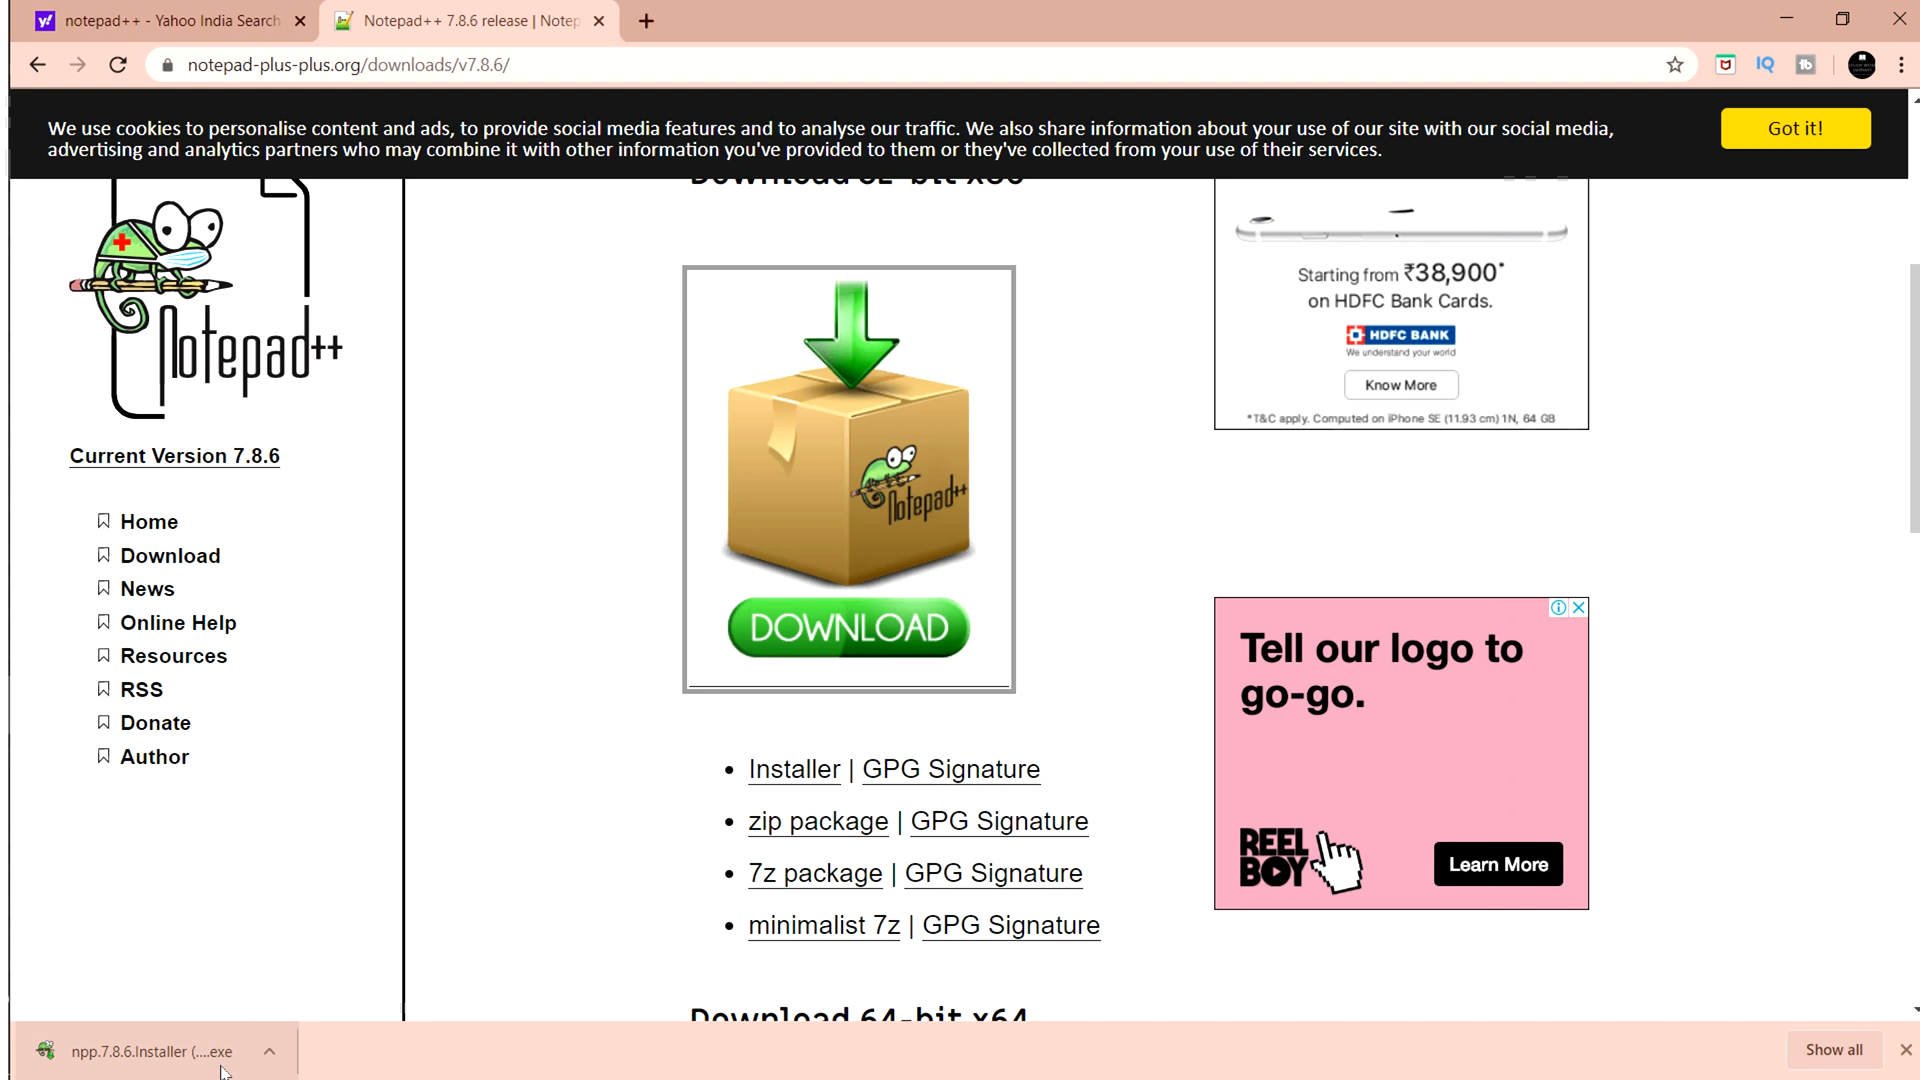 notepad++ - Yahoo India Search
Notepad++ 7.8.6 release | Notep
notepad-plus-plus.org/downloads/v7.8.6/
We use cookies to personalise content and ads, to provide social media features and to analyse our traffic. We also share information about your use of our site with our social media,
advertising and analytics partners who may combine it with other information you've provided to them or they've collected from your use of their services.
Got it!
Notepad++
Current Version 7.8.6
Home
Download
News
Online Help
Resources
RSS
Donate
Author
Download 32-bit x86
Notepad++
DOWNLOAD
Installer | GPG Signature
zip package | GPG Signature
7z package | GPG Signature
minimalist 7z | GPG Signature
Download 64-bit x64
Starting from ₹38,900*
on HDFC Bank Cards.
HDFC BANK
We understand your world
Know More
*T&C apply. Computed on iPhone SE (11.93 cm) 1N, 64 GB
Tell our logo to
go-go.
REEL
BOY
Learn More
npp.7.8.6.Installer (....exe
Show all